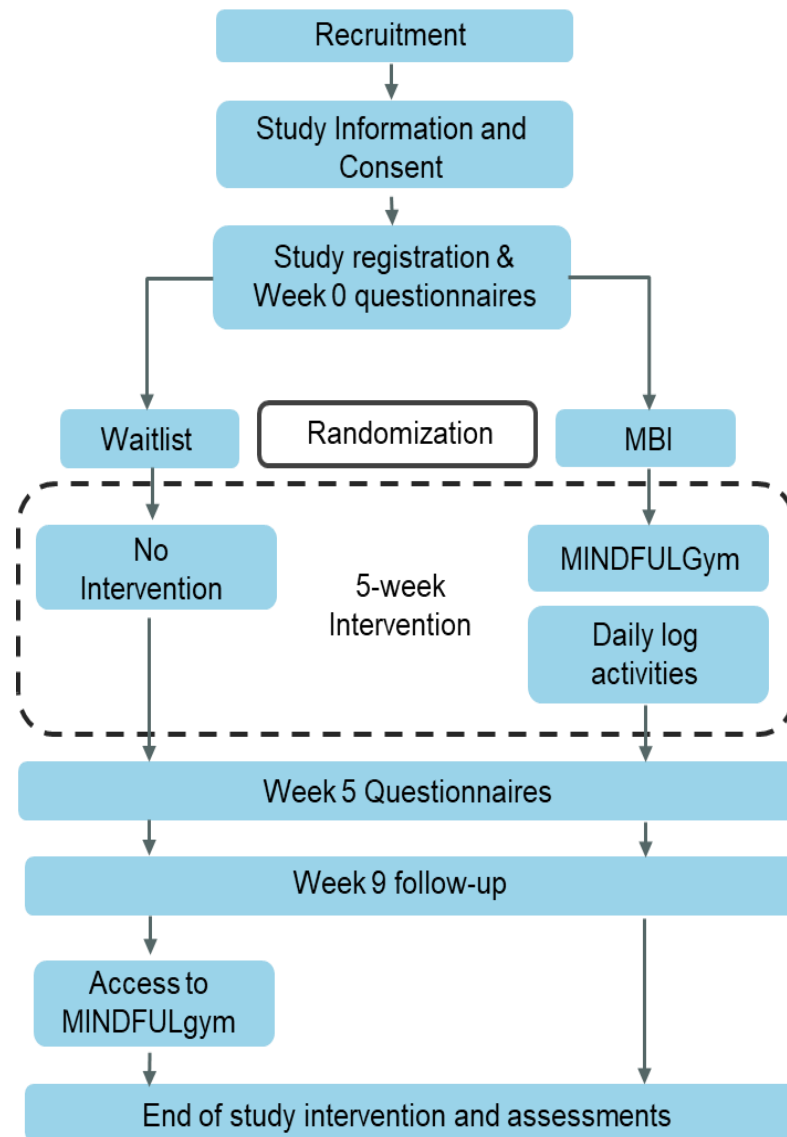 Recruitment
Study Information and
Consent
Study registration &
Week 0 questionnaires
Waitlist
Randomization
MBI
No
Intervention
5-week
Intervention
MINDFULGym
Daily log
activities
Week 5 Questionnaires
Week 9 follow-up
Access to
MINDFULgym
End of study intervention and assessments